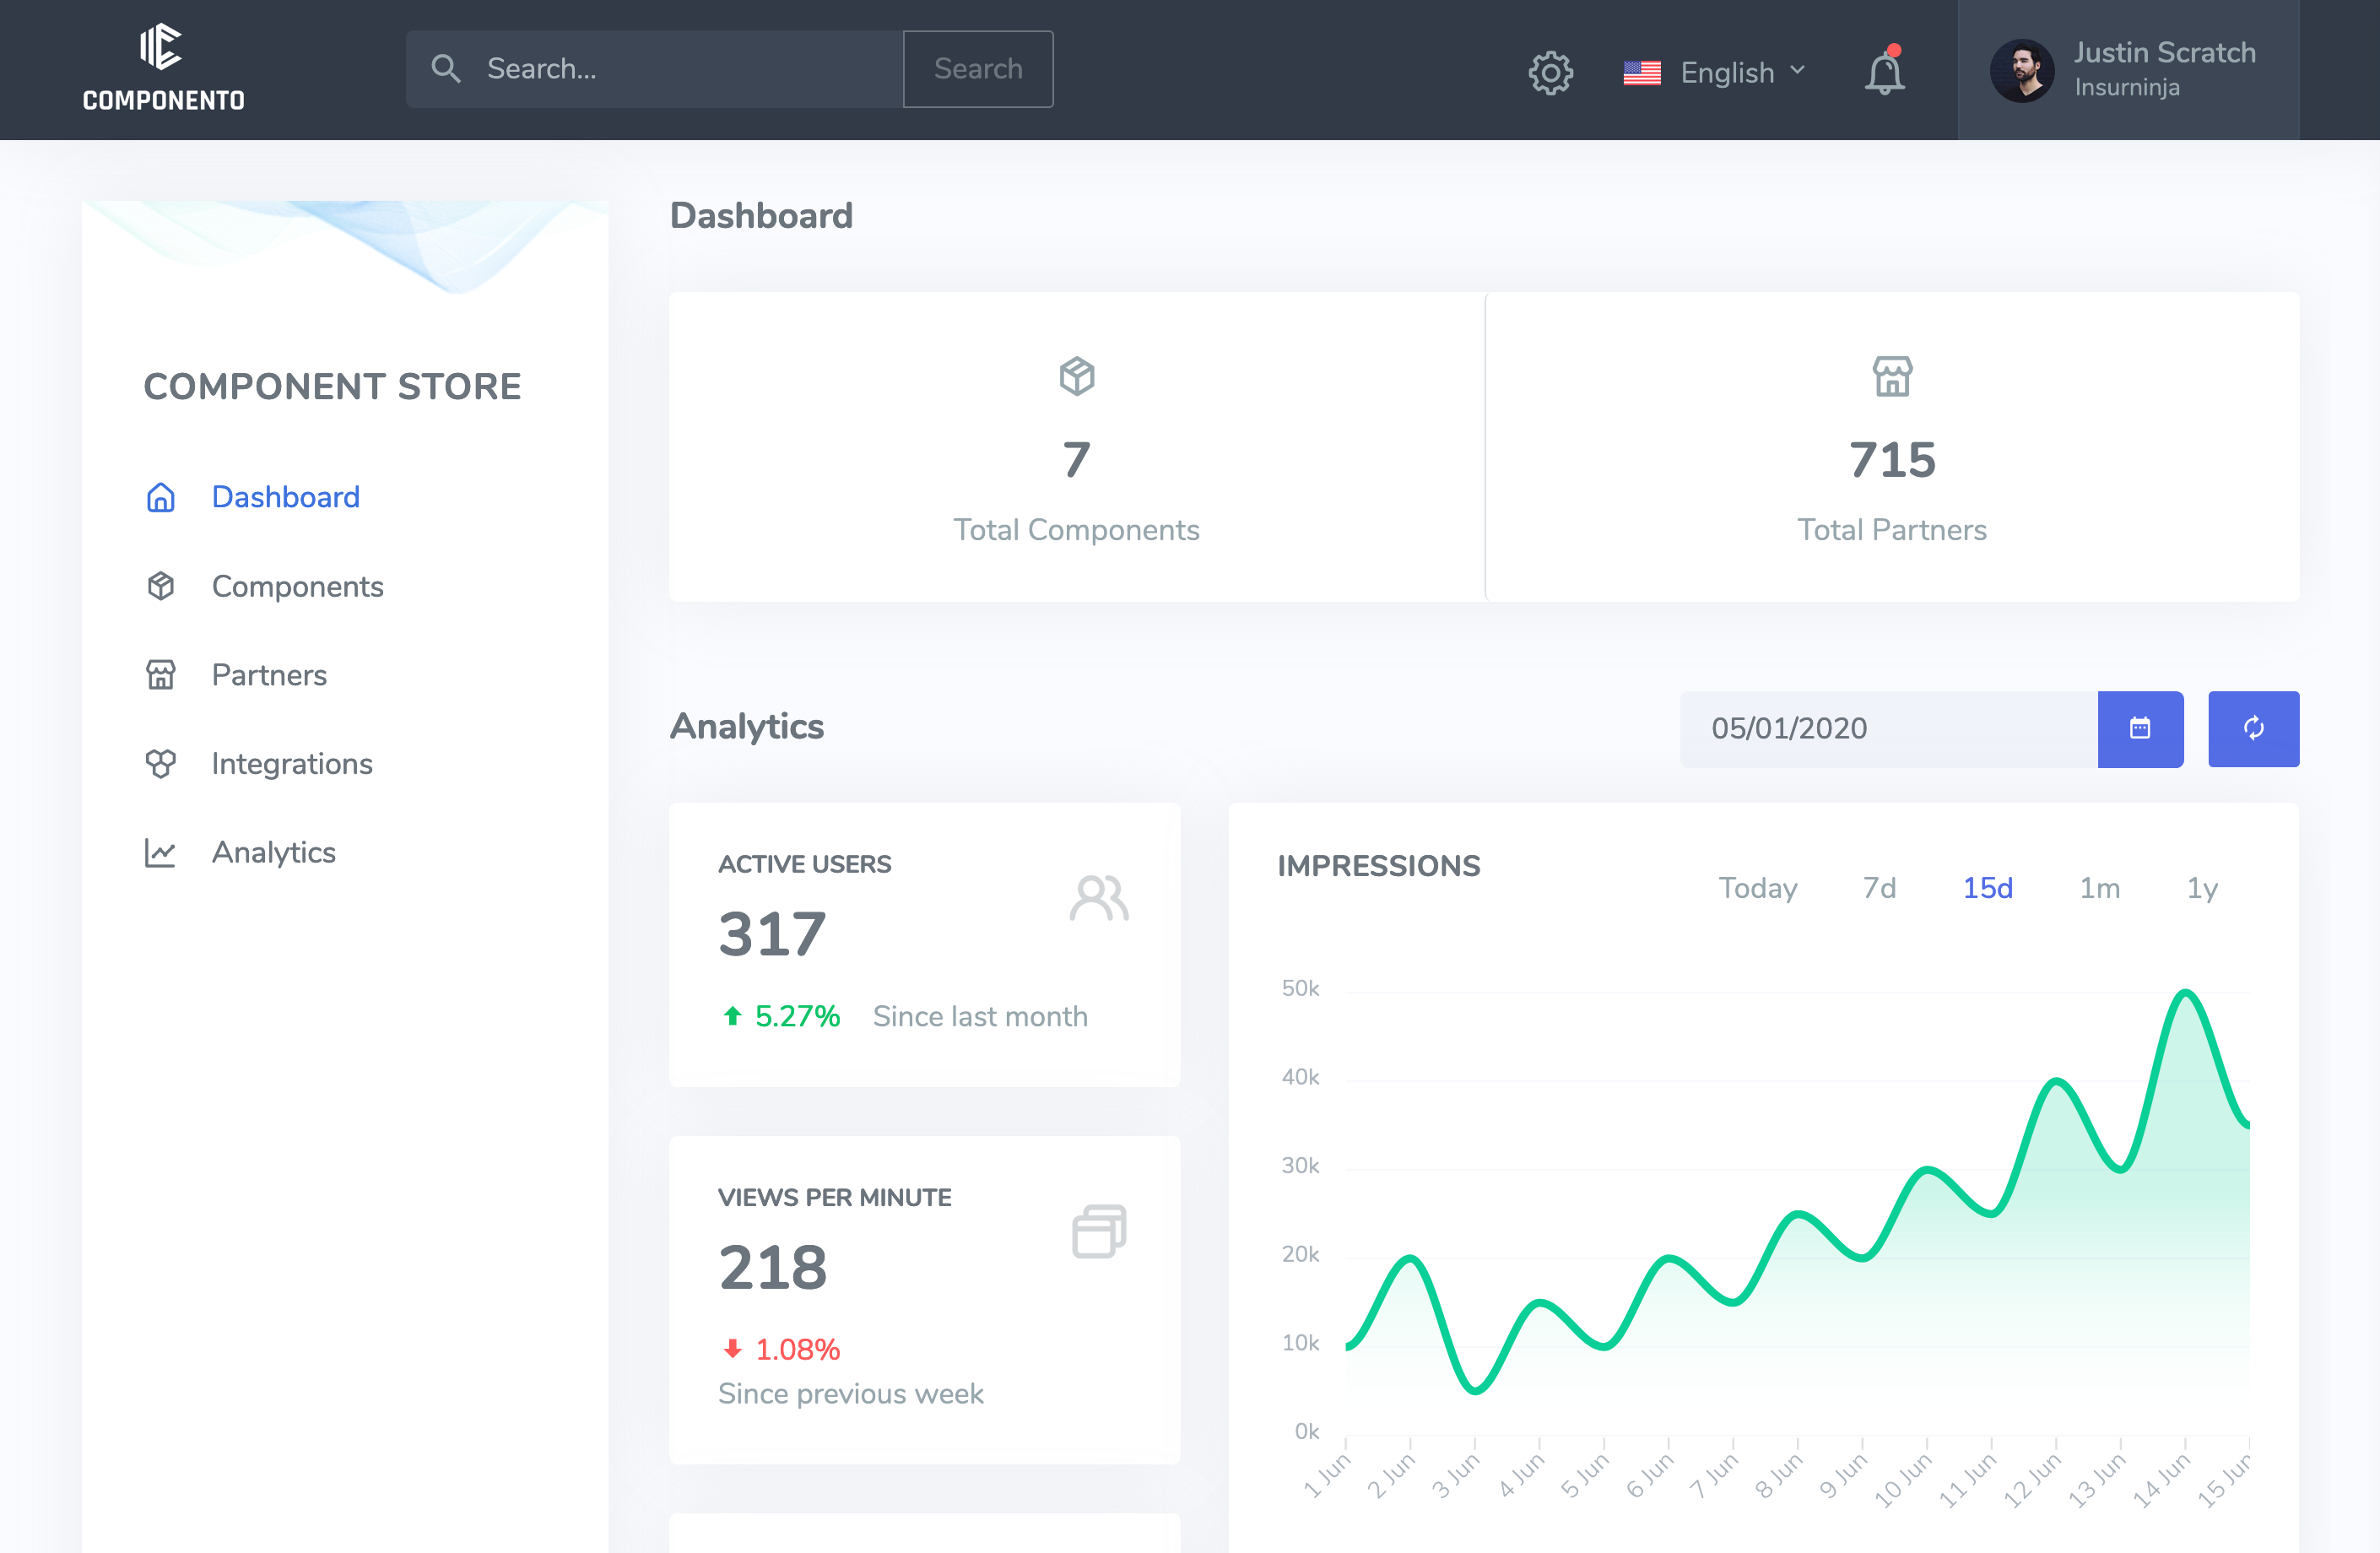 COMPONENTO
Search...
Search
English
Justin Scratch
Insurninja
COMPONENT STORE
Dashboard
Components
Partners
Integrations
Analytics
Dashboard
7
Total Components
715
Total Partners
Analytics
05/01/2020
ACTIVE USERS
317
5.27% Since last month
VIEWS PER MINUTE
218
1.08%
Since previous week
IMPRESSIONS
Today 7d 15d 1m 1y
50k
40k
30k
20k
10k
0k
1 Jun 2 Jun 3 Jun 4 Jun 5 Jun 6 Jun 7 Jun 8 Jun 9 Jun 10 Jun 11 Jun 12 Jun 13 Jun 14 Jun 15 Jun